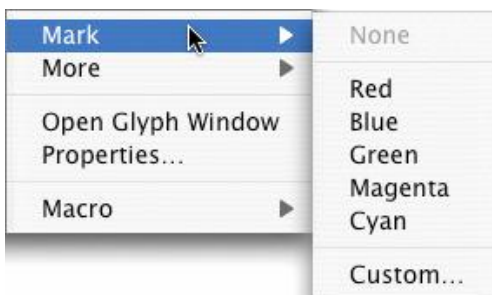 Mark
More
Open Glyph Window
Properties...
Macro
None
Red
Blue
Green
Magenta
Cyan
Custom...